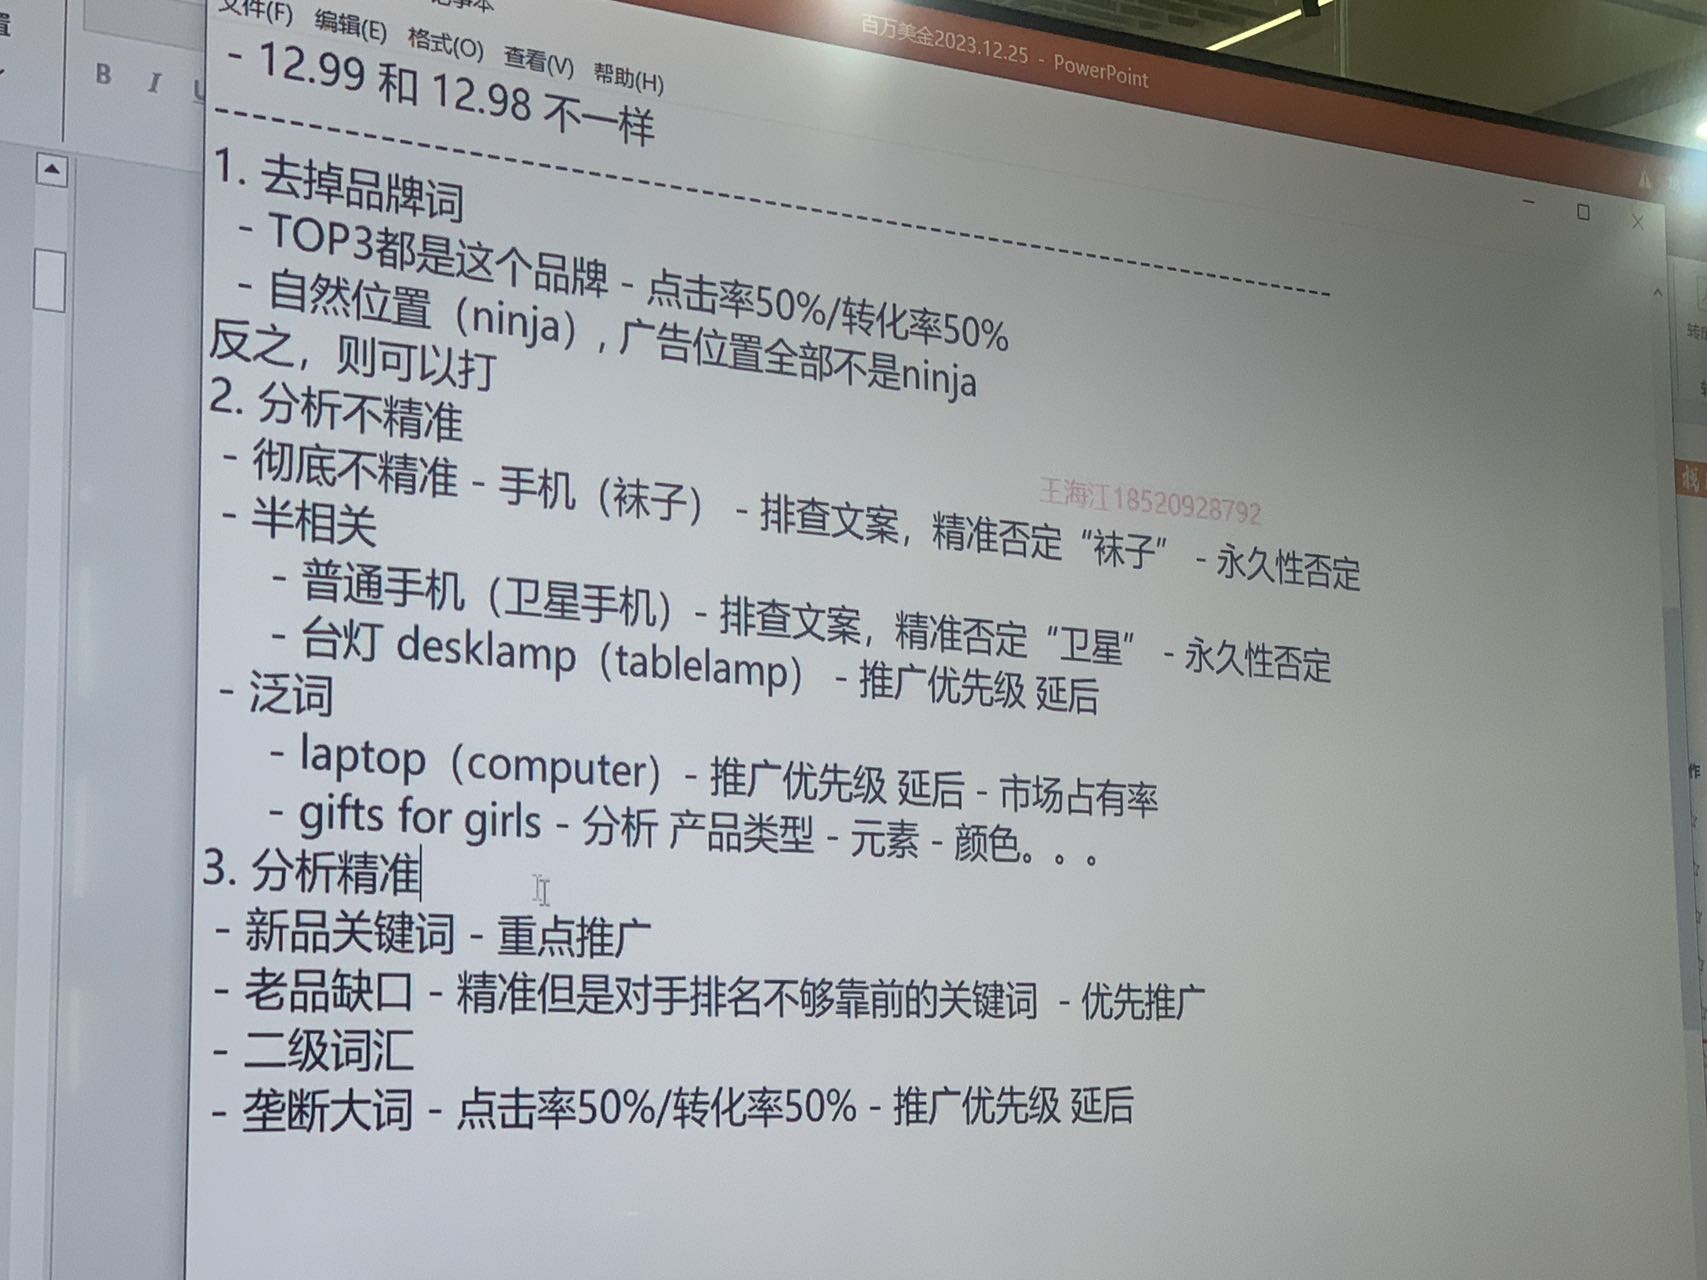 记事本
百万美金2023.12.25 - PowerPoint
文件(F) 编辑(E) 格式(O) 查看(V) 帮助(H)
B I U
- 12.99 和 12.98 不一样
--------------------------------------------------------------------------------
1. 去掉品牌词
- TOP3都是这个品牌 - 点击率50%/转化率50%
- 自然位置（ninja），广告位置全部不是ninja
反之，则可以打
2. 分析不精准
- 彻底不精准 - 手机（袜子） - 排查文案，精准否定“袜子” - 永久性否定
王海江18520928792
- 半相关
- 普通手机（卫星手机）- 排查文案，精准否定“卫星” - 永久性否定
- 台灯 desklamp（tablelamp） - 推广优先级 延后
- 泛词
- laptop（computer）- 推广优先级 延后 - 市场占有率
- gifts for girls - 分析 产品类型 - 元素 - 颜色。。。
3. 分析精准
- 新品关键词 - 重点推广
- 老品缺口 - 精准但是对手排名不够靠前的关键词 - 优先推广
- 二级词汇
- 垄断大词 - 点击率50%/转化率50% - 推广优先级 延后